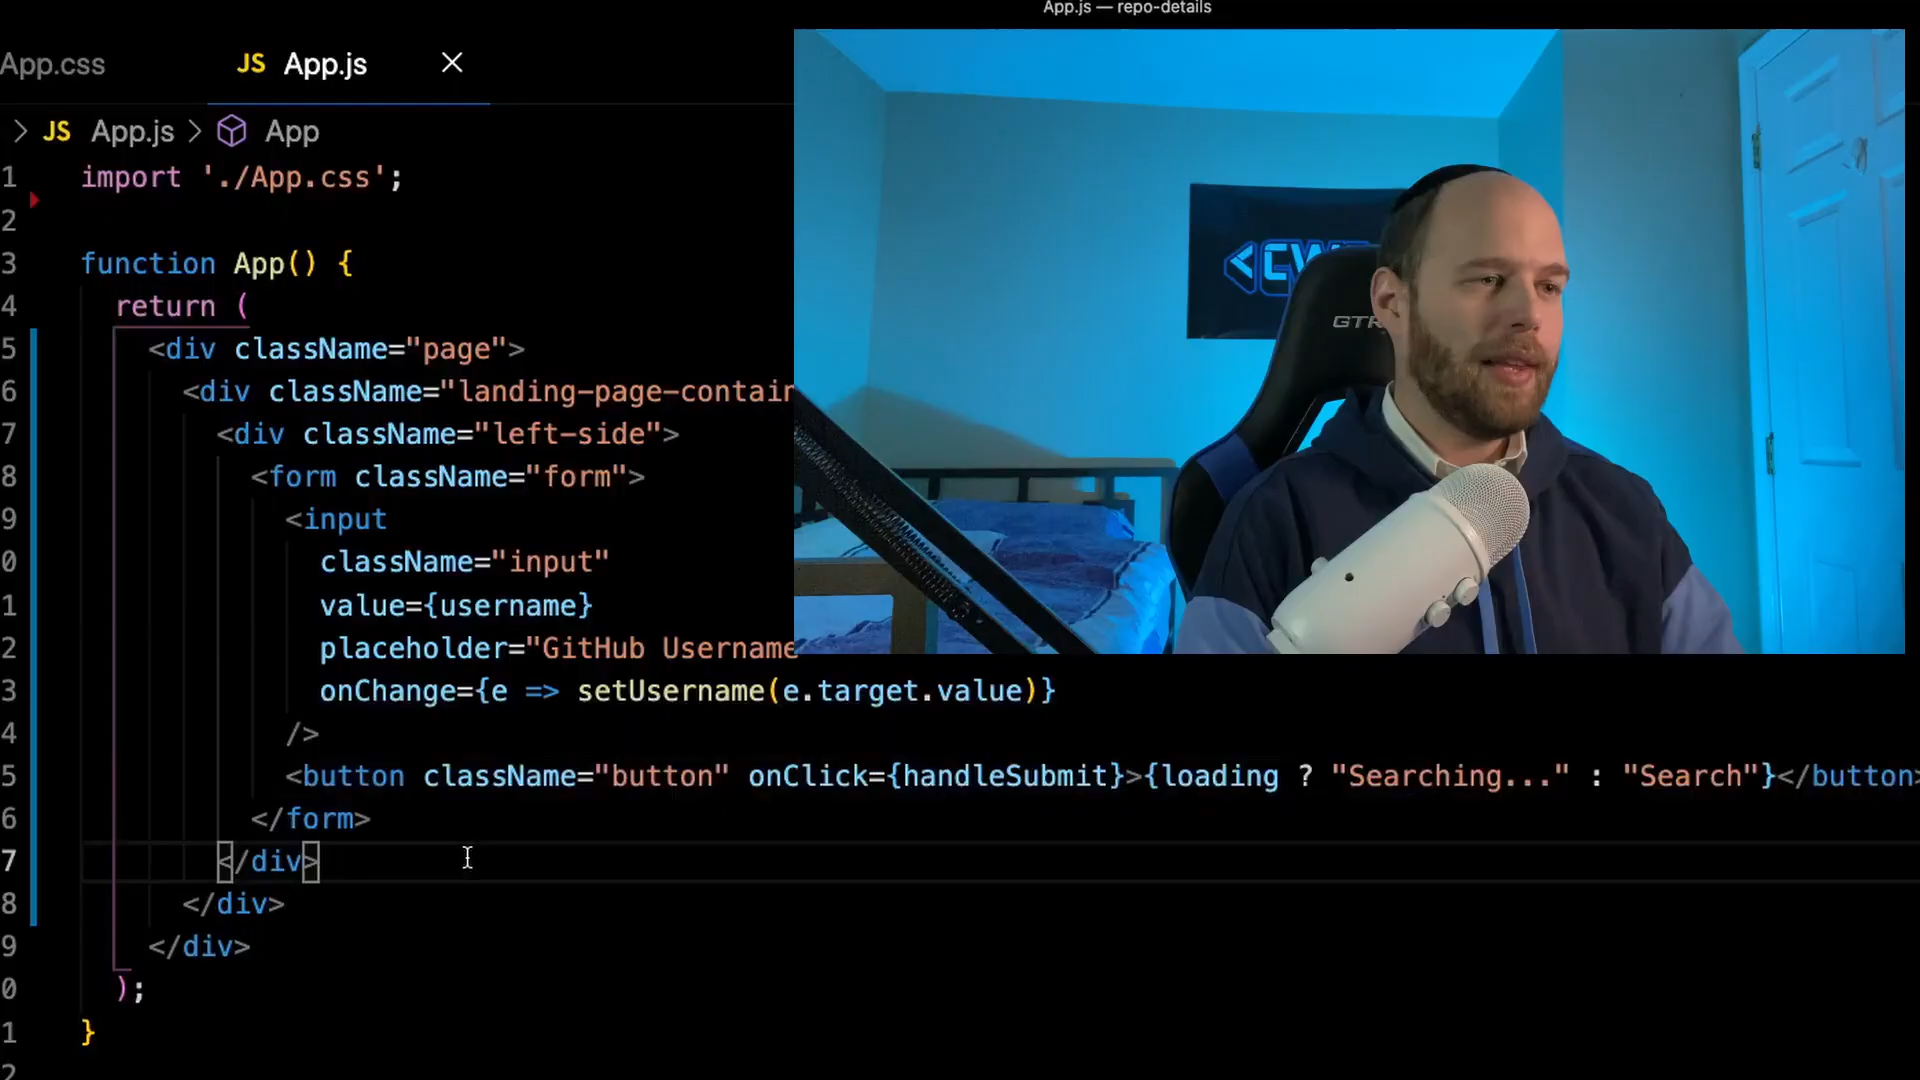 App.js — repo-details
App.css
JS App.js
JS App.js App
1 import './App.css';
2
3 function App() {
4 return (
5 <div className="page">
6 <div className="landing-page-contain
7 <div className="left-side">
8 <form className="form">
9 <input
0 className="input"
1 value={username}
2 placeholder="GitHub Username
3 onChange={e => setUsername(e.target.value)}
4 />
5 <button className="button" onClick={handleSubmit}>{loading ? "Searching..." : "Search"}</button>
6 </form>
7 </div>
8 </div>
9 </div>
0 );
1 }
2
GTR